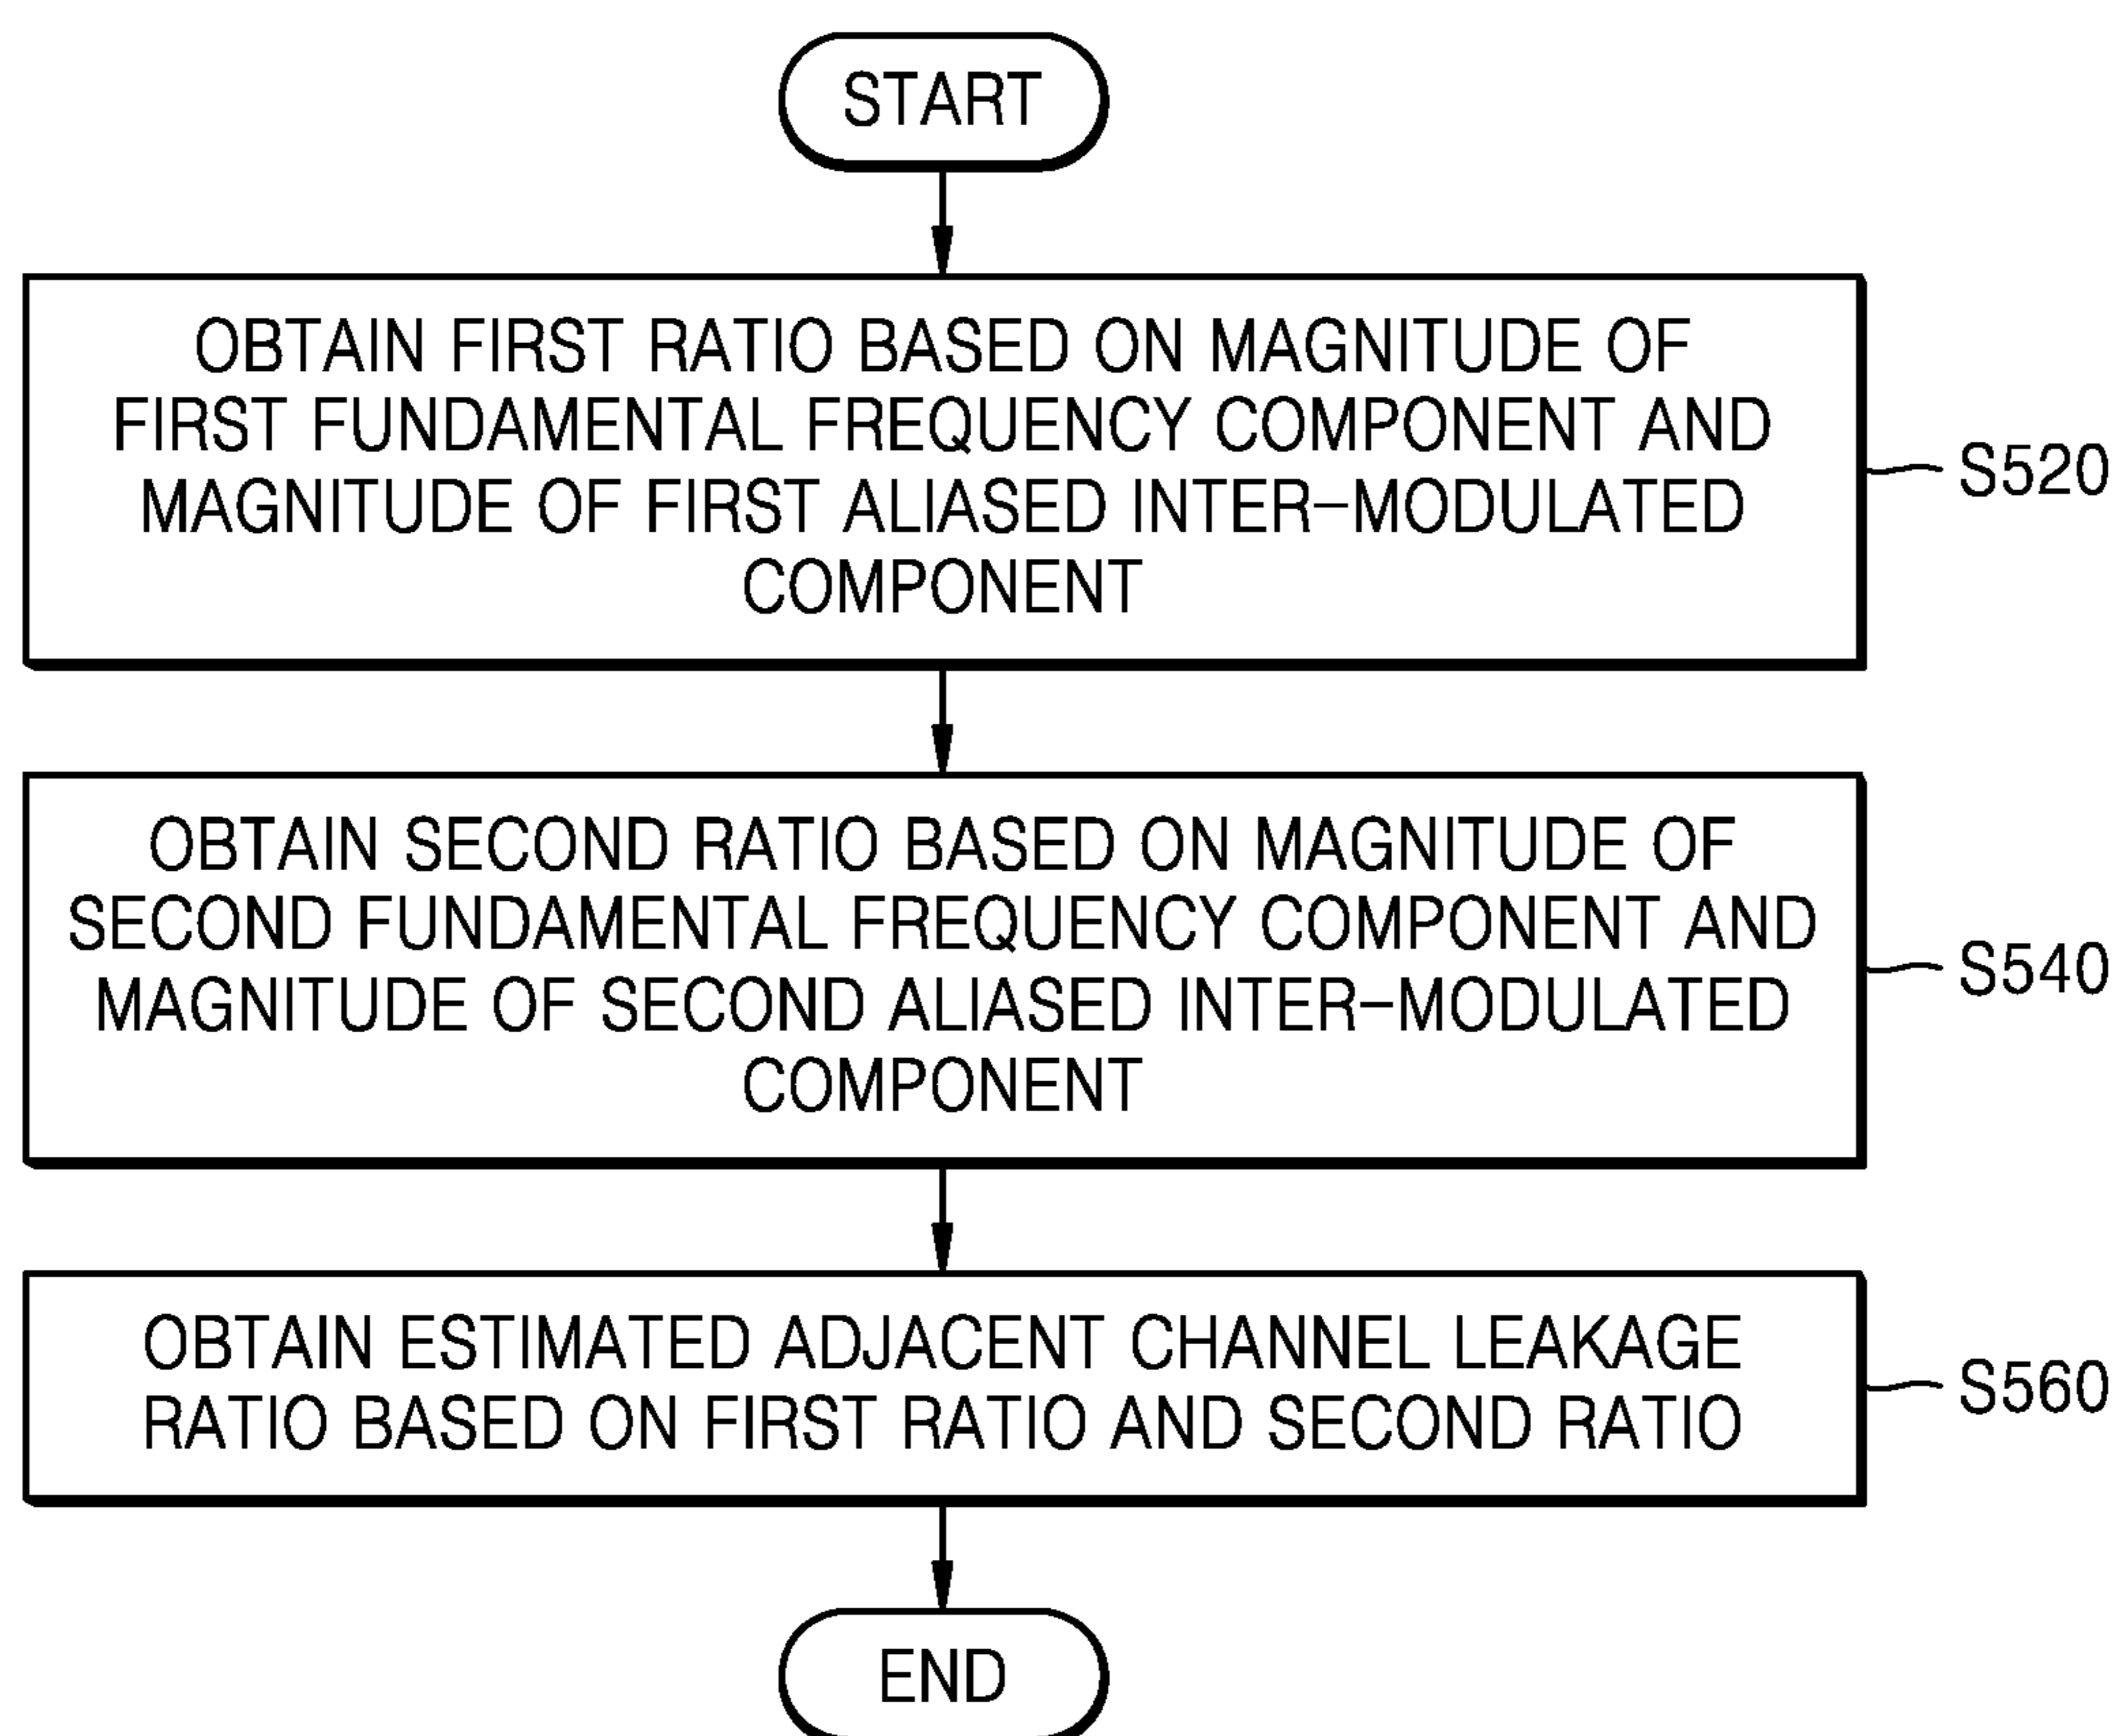 START
OBTAIN FIRST RATIO BASED ON MAGNITUDE OF
FIRST FUNDAMENTAL FREQUENCY COMPONENT AND
MAGNITUDE OF FIRST ALIASED INTER-MODULATED
COMPONENT
S520
OBTAIN SECOND RATIO BASED ON MAGNITUDE OF
SECOND FUNDAMENTAL FREQUENCY COMPONENT AND
MAGNITUDE OF SECOND ALIASED INTER-MODULATED
COMPONENT
S540
OBTAIN ESTIMATED ADJACENT CHANNEL LEAKAGE
RATIO BASED ON FIRST RATIO AND SECOND RATIO
S560
END